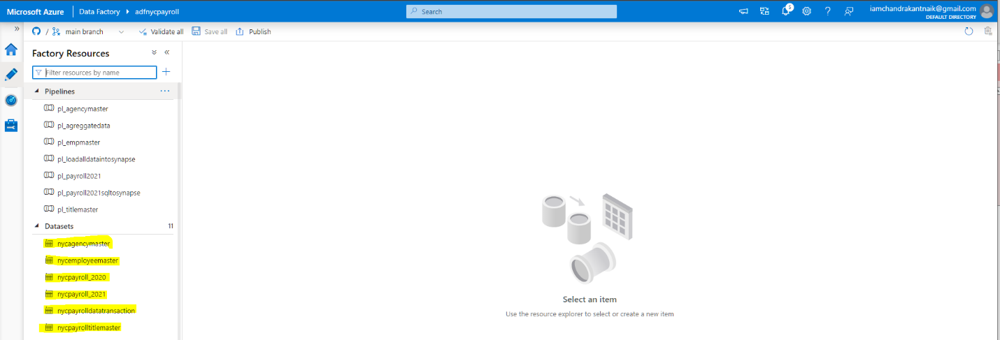 Microsoft Azure Data Factory adfnycpayroll Search 5 iamchandrakantnaik@gmail.com
DEFAULT DIRECTORY
/ main branch Validate all Save all Publish
Factory Resources
Filter resources by name
Pipelines
pl_agencymaster
pl_agreggatedata
pl_empmaster
pl_loadalldataintosynapse
pl_payroll2021
pl_payroll2021sqltosynapse
pl_titlemaster
Datasets 11
nycagencymaster
nycemployeemaster
nycpayroll_2020
nycpayroll_2021
nycpayrolldatatransaction
nycpayrolltitlemaster
Select an item
Use the resource explorer to select or create a new item